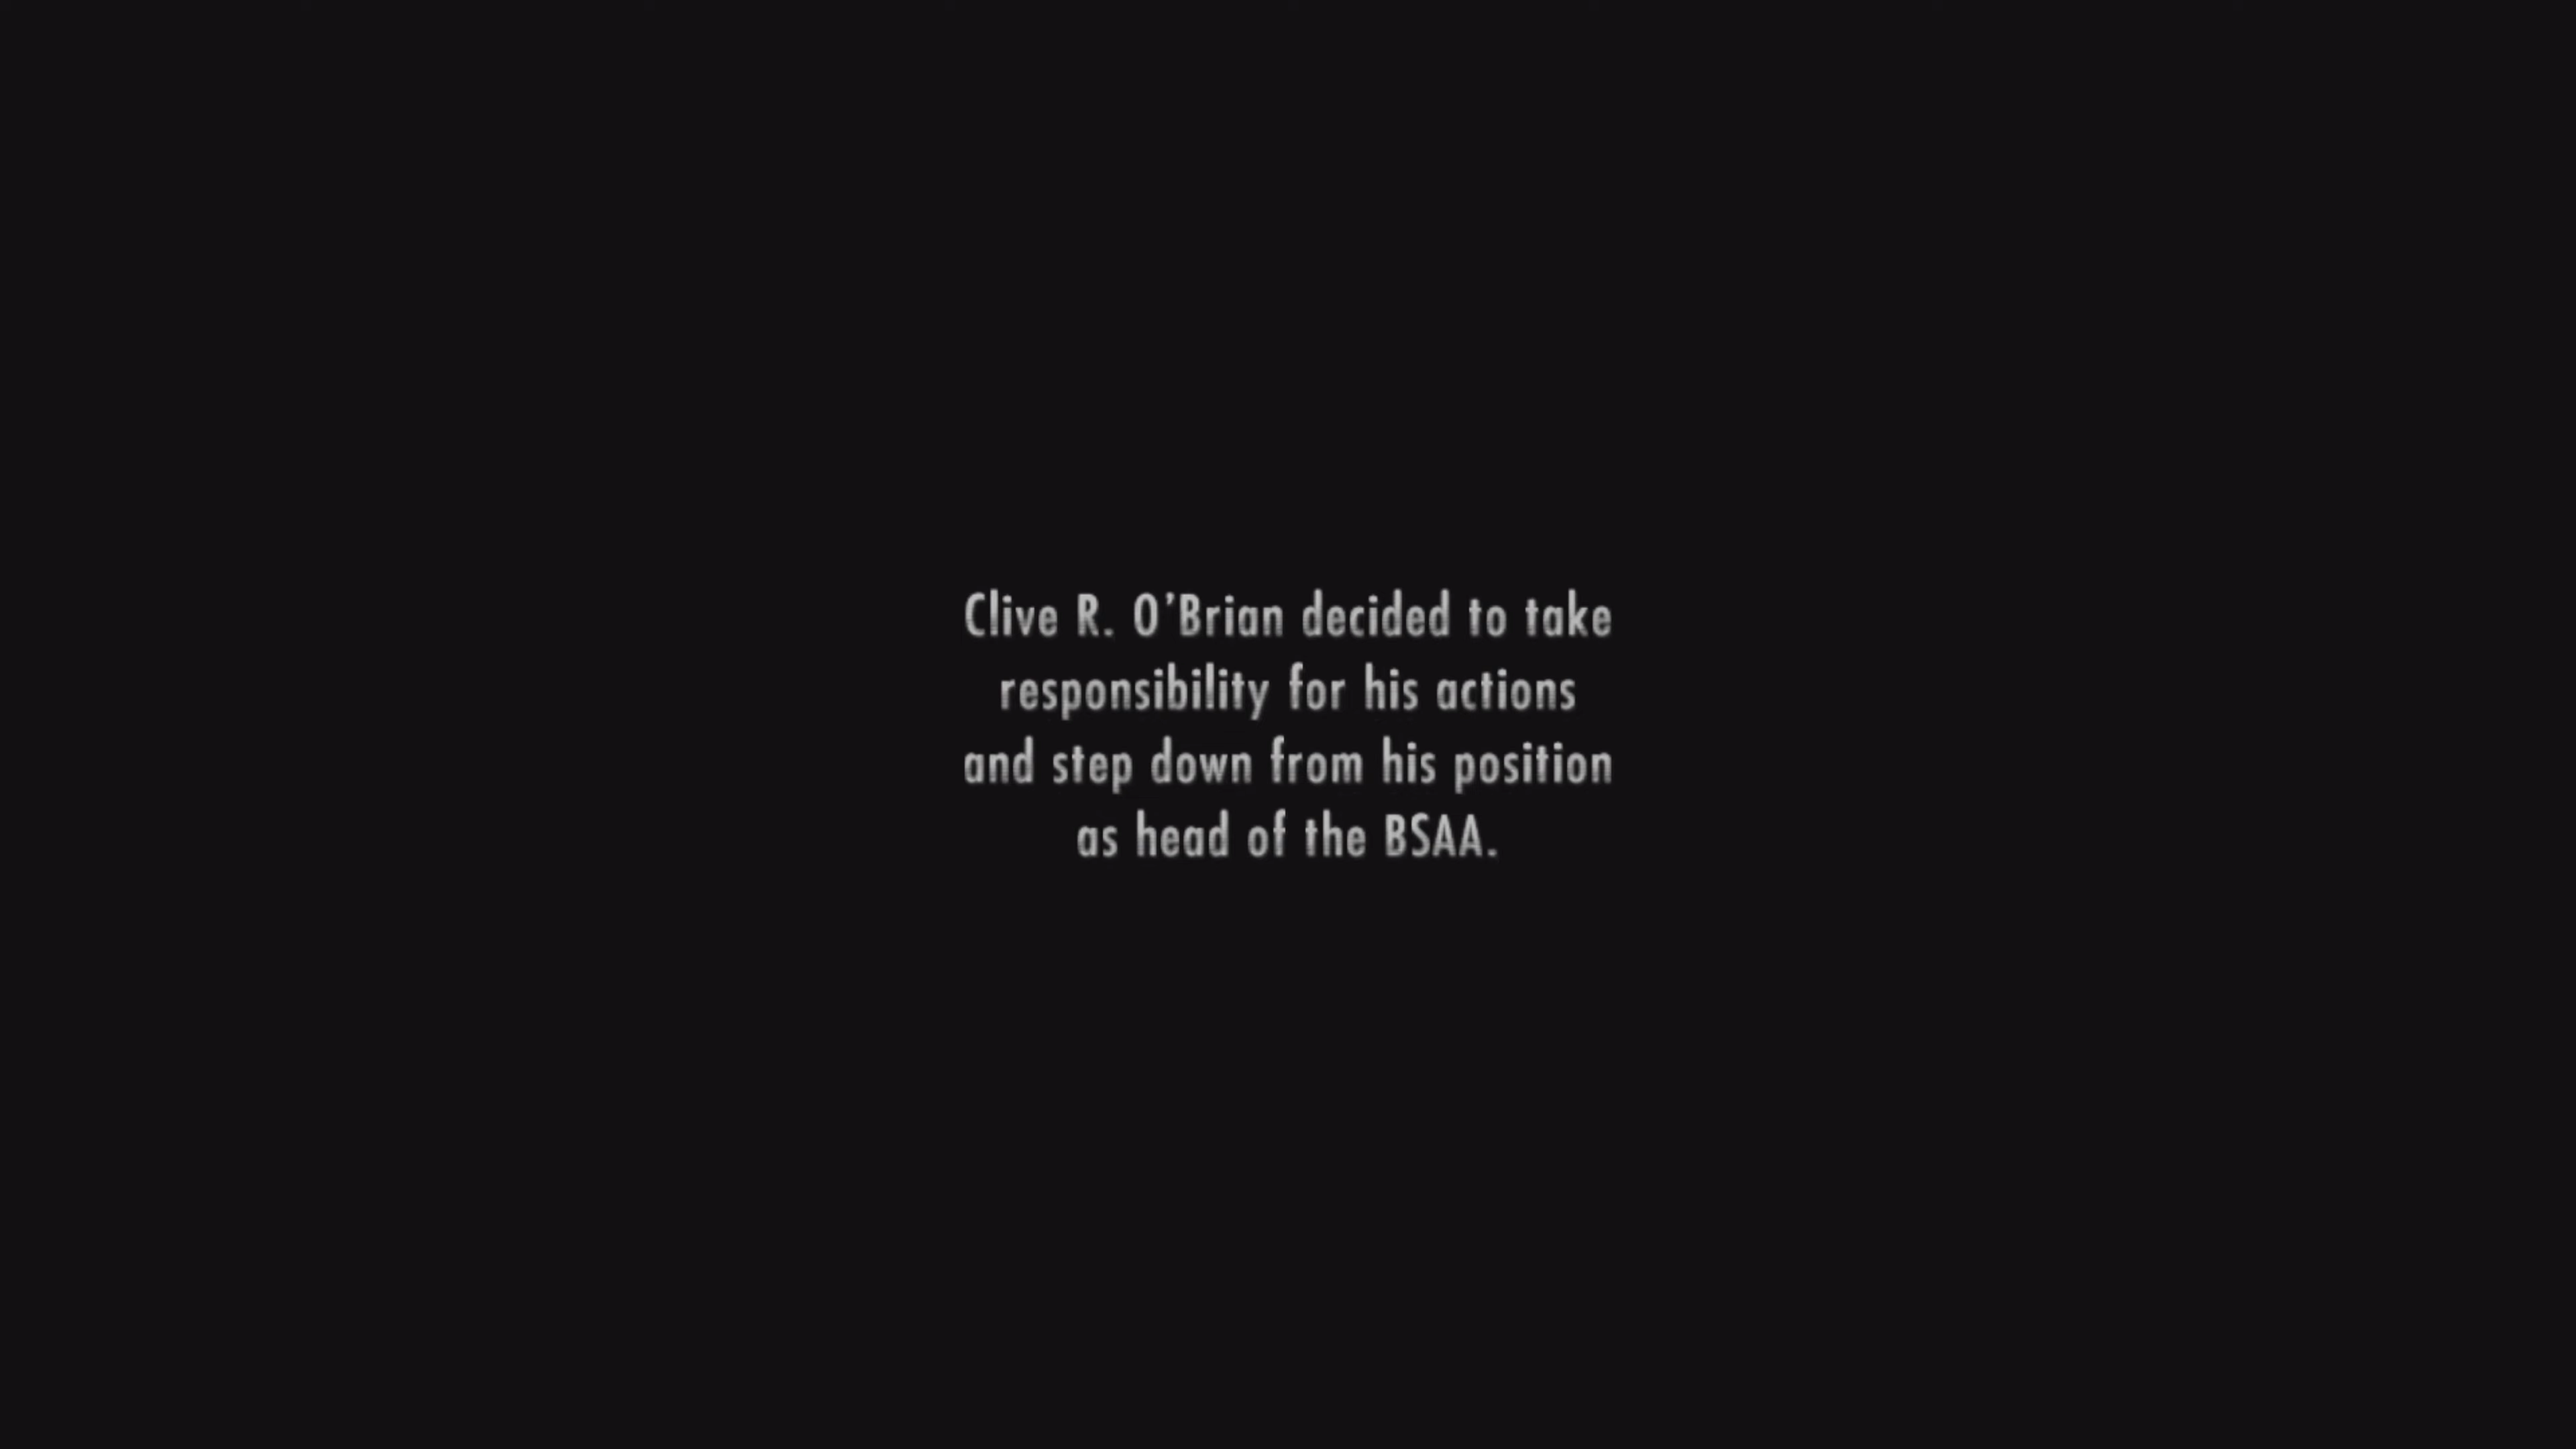 Clive R. O’Brian decided to take
responsibility for his actions
and step down from his position
as head of the BSAA.